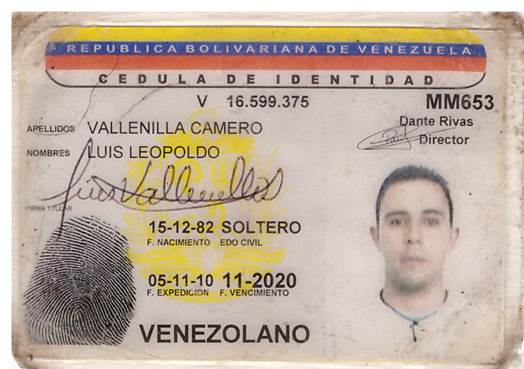 REPUBLICA BOLIVARIANA DE VENEZUELA
CEDULA DE IDENTIDAD
V 16.599.375 MM653
Dante Rivas
Director
APELLIDOS VALLENILLA CAMERO
NOMBRES LUIS LEOPOLDO
Luis Vallenilla
FIRMA TITULAR
15-12-82 SOLTERO
F. NACIMIENTO EDO CIVIL
05-11-10 11-2020
F. EXPEDICION F. VENCIMIENTO
VENEZOLANO